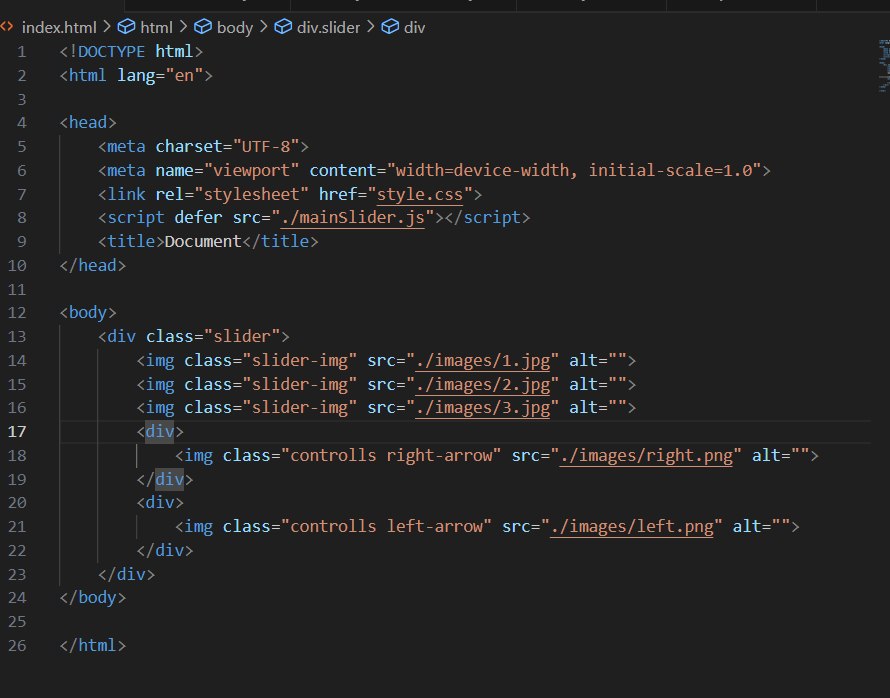 index.html > html > body > div.slider > div
1 <!DOCTYPE html>
2 <html lang="en">
3
4 <head>
5     <meta charset="UTF-8">
6     <meta name="viewport" content="width=device-width, initial-scale=1.0">
7     <link rel="stylesheet" href="style.css">
8     <script defer src="./mainSlider.js"></script>
9     <title>Document</title>
10 </head>
11
12 <body>
13     <div class="slider">
14         <img class="slider-img" src="./images/1.jpg" alt="">
15         <img class="slider-img" src="./images/2.jpg" alt="">
16         <img class="slider-img" src="./images/3.jpg" alt="">
17         <div>
18             <img class="controlls right-arrow" src="./images/right.png" alt="">
19         </div>
20         <div>
21             <img class="controlls left-arrow" src="./images/left.png" alt="">
22         </div>
23     </div>
24 </body>
25
26 </html>